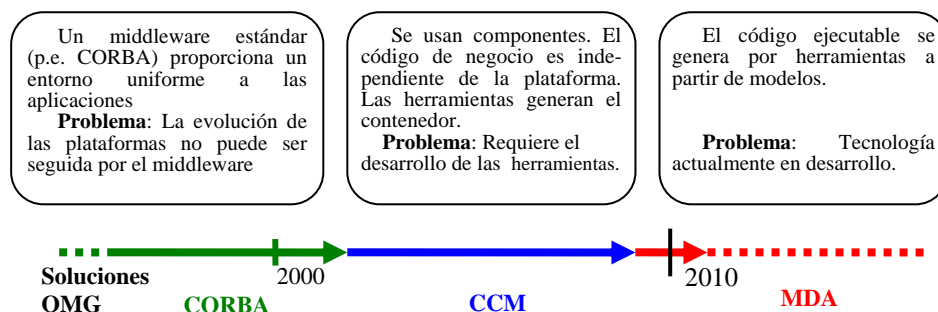 Un middleware estándar
(p.e. CORBA) proporciona un
entorno uniforme a las
aplicaciones
Problema: La evolución de
las plataformas no puede ser
seguida por el middleware
Se usan componentes. El
código de negocio es inde-
pendiente de la plataforma.
Las herramientas generan el
contenedor.
Problema: Requiere el
desarrollo de las herramientas.
El código ejecutable se
genera por herramientas a
partir de modelos.
Problema: Tecnología
actualmente en desarrollo.
Soluciones
OMG
2000
2010
CORBA
CCM
MDA